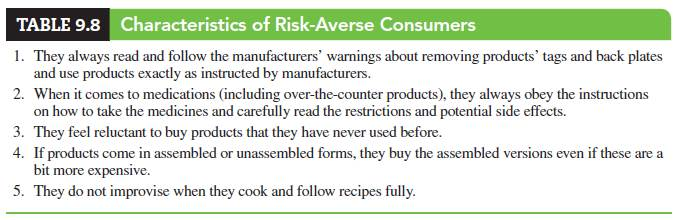 TABLE 9.8 Characteristics of Risk-Averse Consumers
1. They always read and follow the manufacturers’ warnings about removing products’ tags and back plates
and use products exactly as instructed by manufacturers.
2. When it comes to medications (including over-the-counter products), they always obey the instructions
on how to take the medicines and carefully read the restrictions and potential side effects.
3. They feel reluctant to buy products that they have never used before.
4. If products come in assembled or unassembled forms, they buy the assembled versions even if these are a
bit more expensive.
5. They do not improvise when they cook and follow recipes fully.